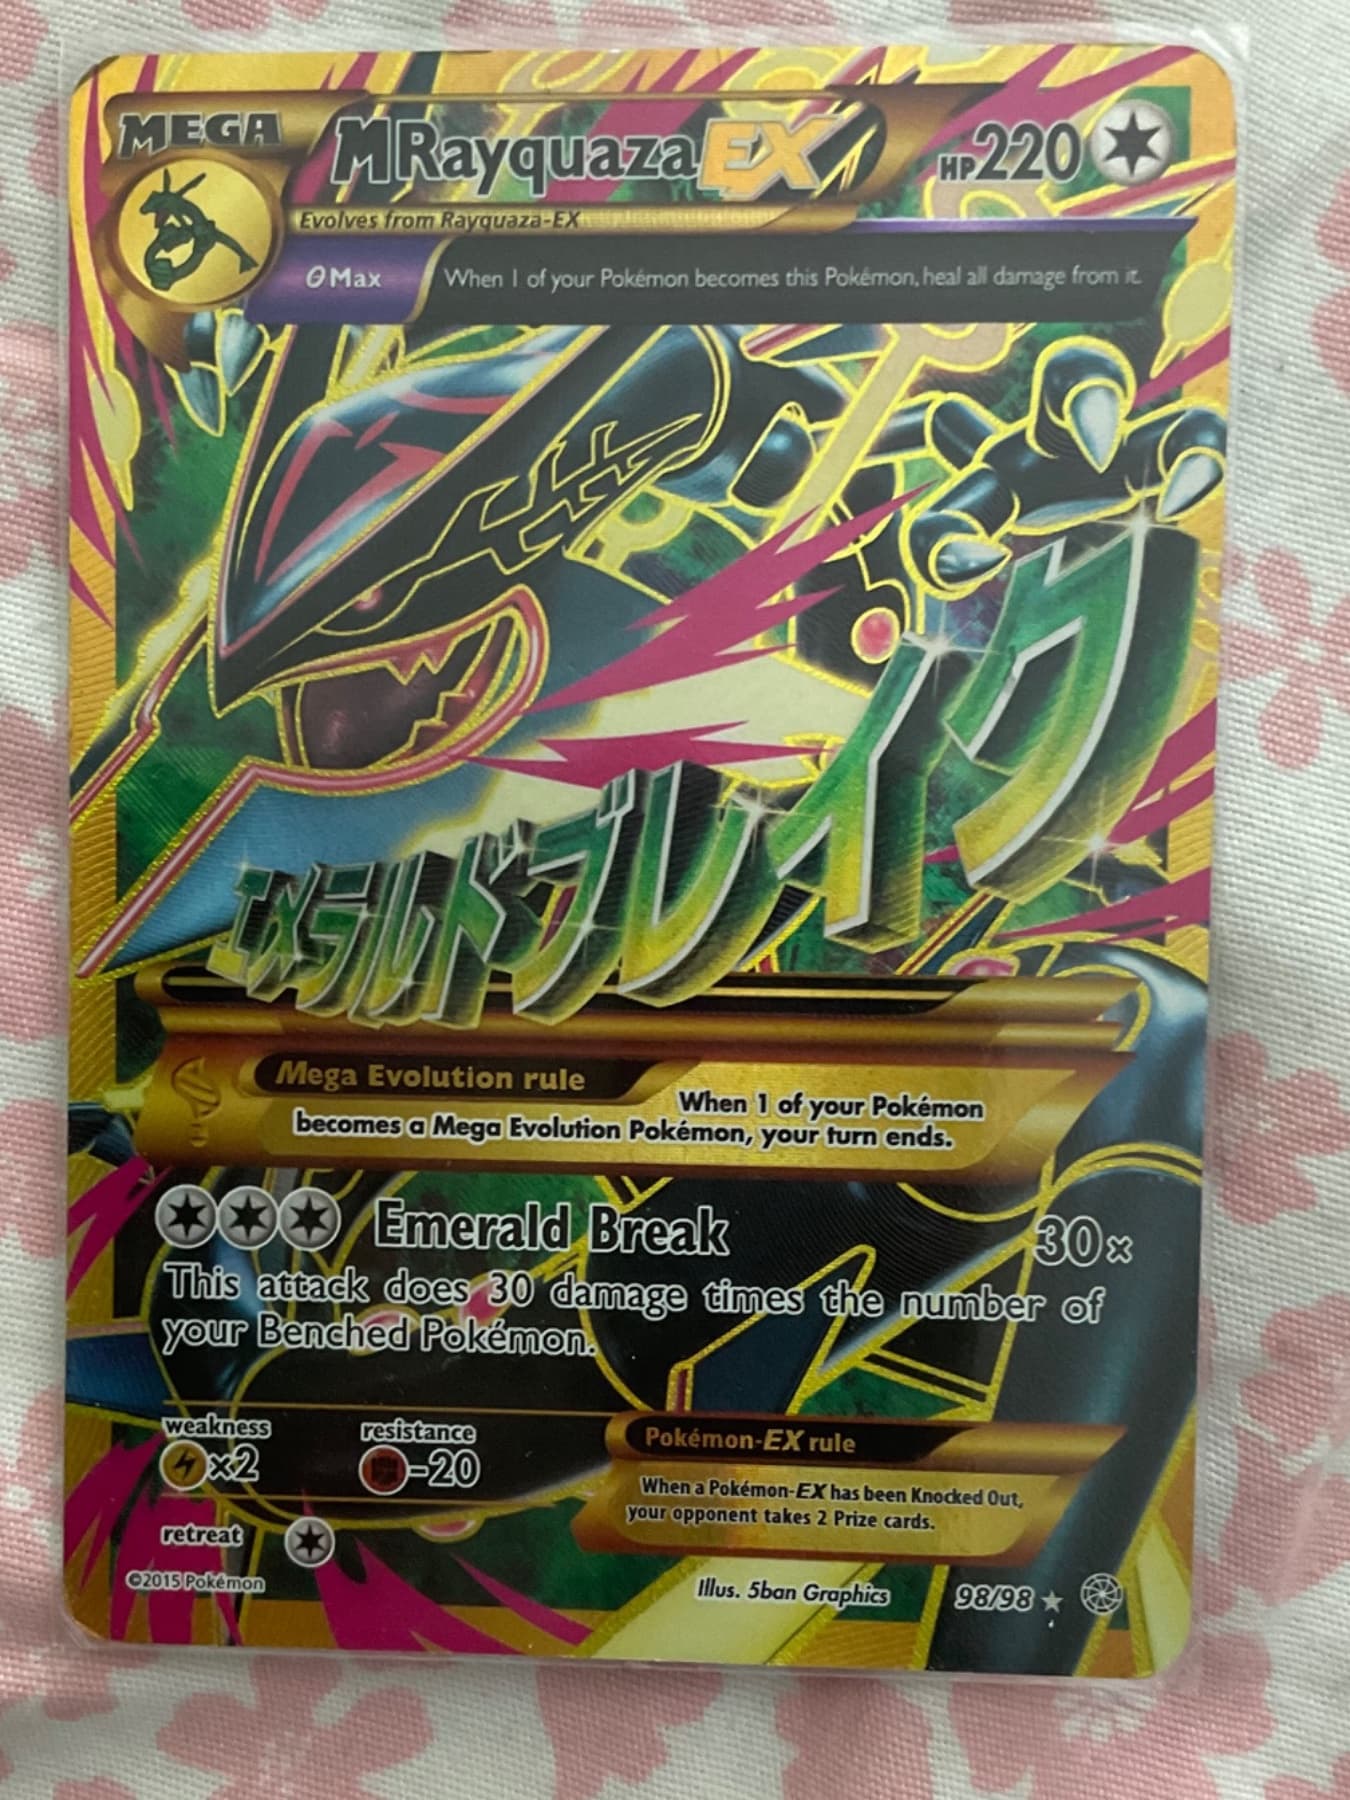 MEGA
M Rayquaza EX HP 220
Evolves from Rayquaza-EX
θ Max When 1 of your Pokémon becomes this Pokémon, heal all damage from it.
エメラルドブレイク
Mega Evolution rule
When 1 of your Pokémon
becomes a Mega Evolution Pokémon, your turn ends.
Emerald Break 30×
This attack does 30 damage times the number of
your Benched Pokémon.
weakness resistance
×2 -20
Pokémon-EX rule
When a Pokémon-EX has been Knocked Out,
your opponent takes 2 Prize cards.
retreat
©2015 Pokémon
Illus. 5ban Graphics 98/98 ★